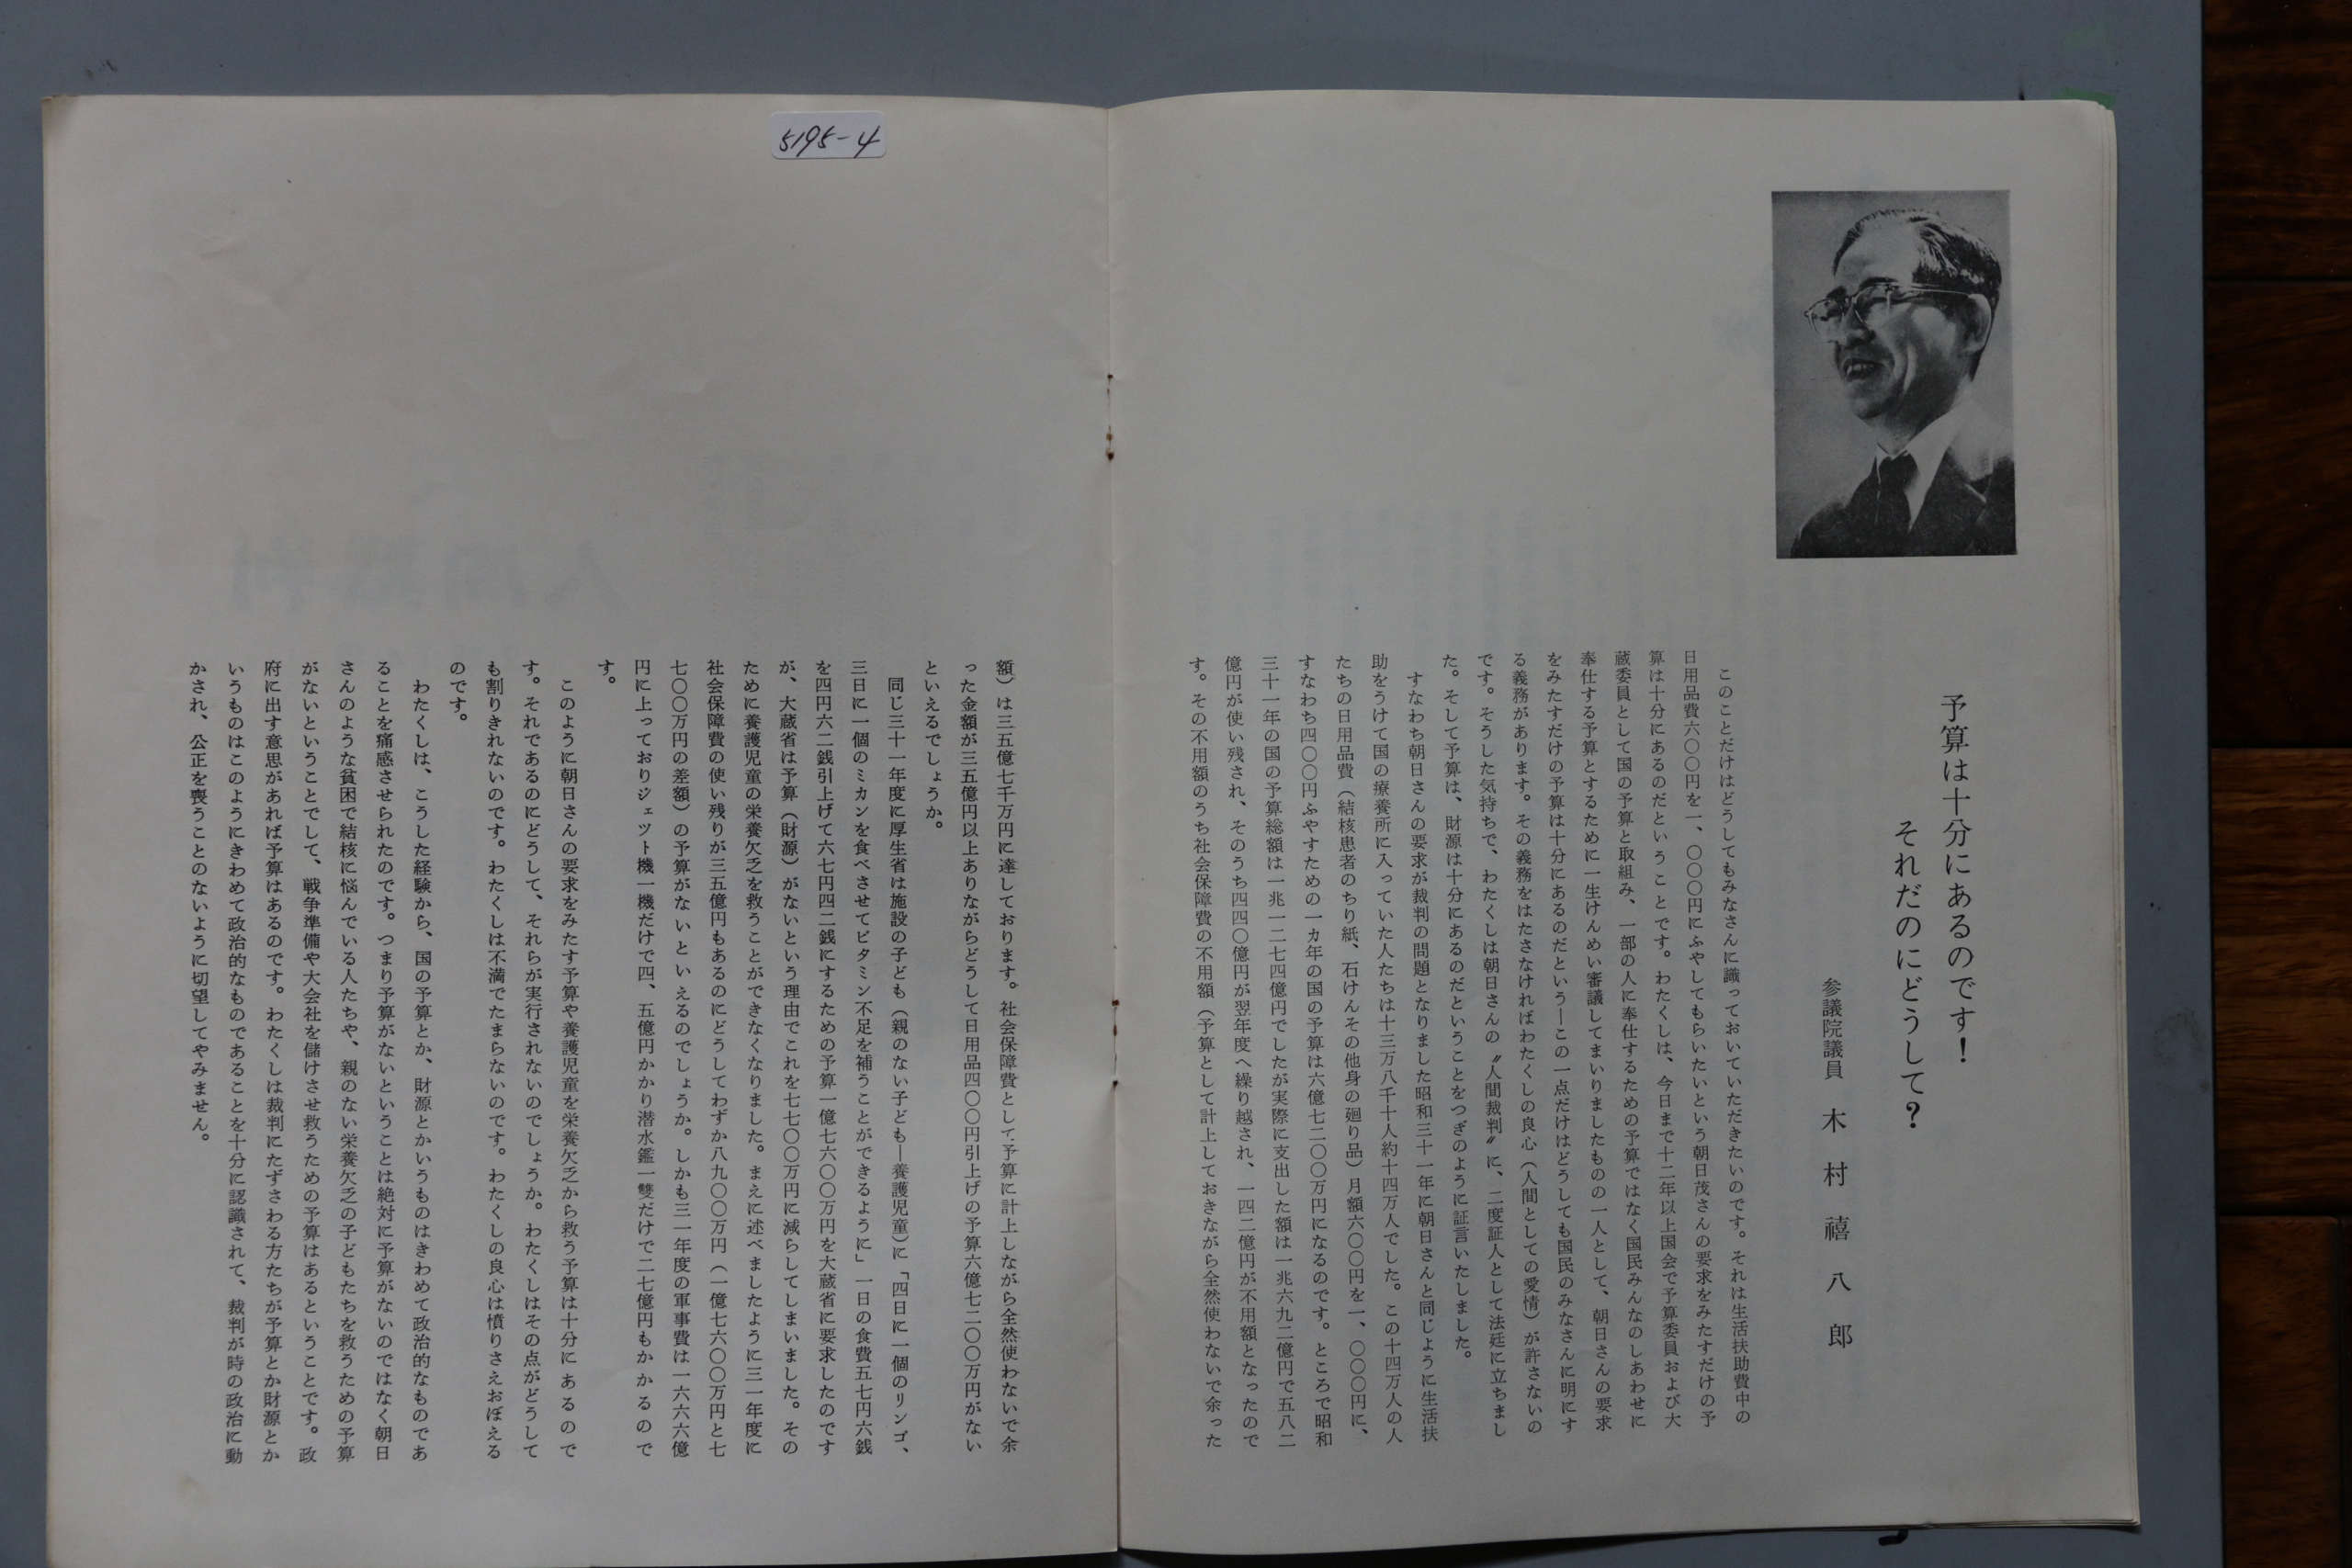 5195-4
予算は十分にあるのです!
それだのにどうして?
参議院議員 木村禧八郎
このことだけはどうしてもみなさんに識っておいていただきたいのです。それは生活扶助費中の
日用品費六〇〇円を一、〇〇〇円にふやしてもらいたいという朝日茂さんの要求をみたすだけの予
算は十分にあるのだということです。わたくしは、今日まで十二年以上国会で予算委員および大
蔵委員として国の予算と取組み、一部の人に奉仕するための予算ではなく国民みんなのしあわせに
奉仕する予算とするために一生けんめい審議してまいりましたものの一人として、朝日さんの要求
をみたすだけの予算は十分にあるのだという―この一点だけはどうしても国民のみなさんに明にす
る義務があります。その義務をはたさなければわたくしの良心(人間としての愛情)が許さないの
です。そうした気持ちで、わたくしは朝日さんの〝人間裁判〟に、二度証人として法廷に立ちまし
た。そして予算は、財源は十分にあるのだということをつぎのように証言いたしました。
すなわち朝日さんの要求が裁判の問題となりました昭和三十一年に朝日さんと同じように生活扶
助をうけて国の療養所に入っていた人たちは十三万八千十人約十四万人でした。この十四万人の人
たちの日用品費(結核患者のちり紙、石けんその他身の廻り品)月額六〇〇円を一、〇〇〇円に、
すなわち四〇〇円ふやすための一カ年の国の予算は六億七二〇〇万円になるのです。ところで昭和
三十一年の国の予算総額は一兆一二七四億円でしたが実際に支出した額は一兆六九二億円で五八二
億円が使い残され、そのうち四四〇億円が翌年度へ繰り越され、一四二億円が不用額となったので
す。その不用額のうち社会保障費の不用額(予算として計上しておきながら全然使わないで余った
額)は三五億七千万円に達しております。社会保障費として予算に計上しながら全然使わないで余
った金額が三五億円以上ありながらどうして日用品四〇〇円引上げの予算六億七二〇〇万円がない
といえるでしょうか。
同じ三十一年度に厚生省は施設の子ども(親のない子ども―養護児童)に「四日に一個のリンゴ、
三日に一個のミカンを食べさせてビタミン不足を補うことができるように」一日の食費五七円六銭
を四円六二銭引上げて六七円四二銭にするための予算一億七六〇〇万円を大蔵省に要求したのです
が、大蔵省は予算(財源)がないという理由でこれを七七〇〇万円に減らしてしまいました。その
ために養護児童の栄養欠乏を救うことができなくなりました。まえに述べましたように三一年度に
社会保障費の使い残りが三五億円もあるのにどうしてわずか八九〇〇万円(一億七六〇〇万円と七
七〇〇万円の差額)の予算がないといえるのでしょうか。しかも三一年度の軍事費は一六六六億
円に上っておりジェツト機一機だけで四、五億円かかり潜水鑑一雙だけで二七億円もかかるので
す。
このように朝日さんの要求をみたす予算や養護児童を栄養欠乏から救う予算は十分にあるので
す。それであるのにどうして、それらが実行されないのでしょうか。わたくしはその点がどうして
も割りきれないのです。わたくしは不満でたまらないのです。わたくしの良心は憤りさえおぼえる
のです。
わたくしは、こうした経験から、国の予算とか、財源とかいうものはきわめて政治的なものであ
ることを痛感させられたのです。つまり予算がないということは絶対に予算がないのではなく朝日
さんのような貧困で結核に悩んでいる人たちや、親のない栄養欠乏の子どもたちを救うための予算
がないということでして、戦争準備や大会社を儲けさせ救うための予算はあるということです。政
府に出す意思があれば予算はあるのです。わたくしは裁判にたずさわる方たちが予算とか財源とか
いうものはこのようにきわめて政治的なものであることを十分に認識されて、裁判が時の政治に動
かされ、公正を喪うことのないように切望してやみません。